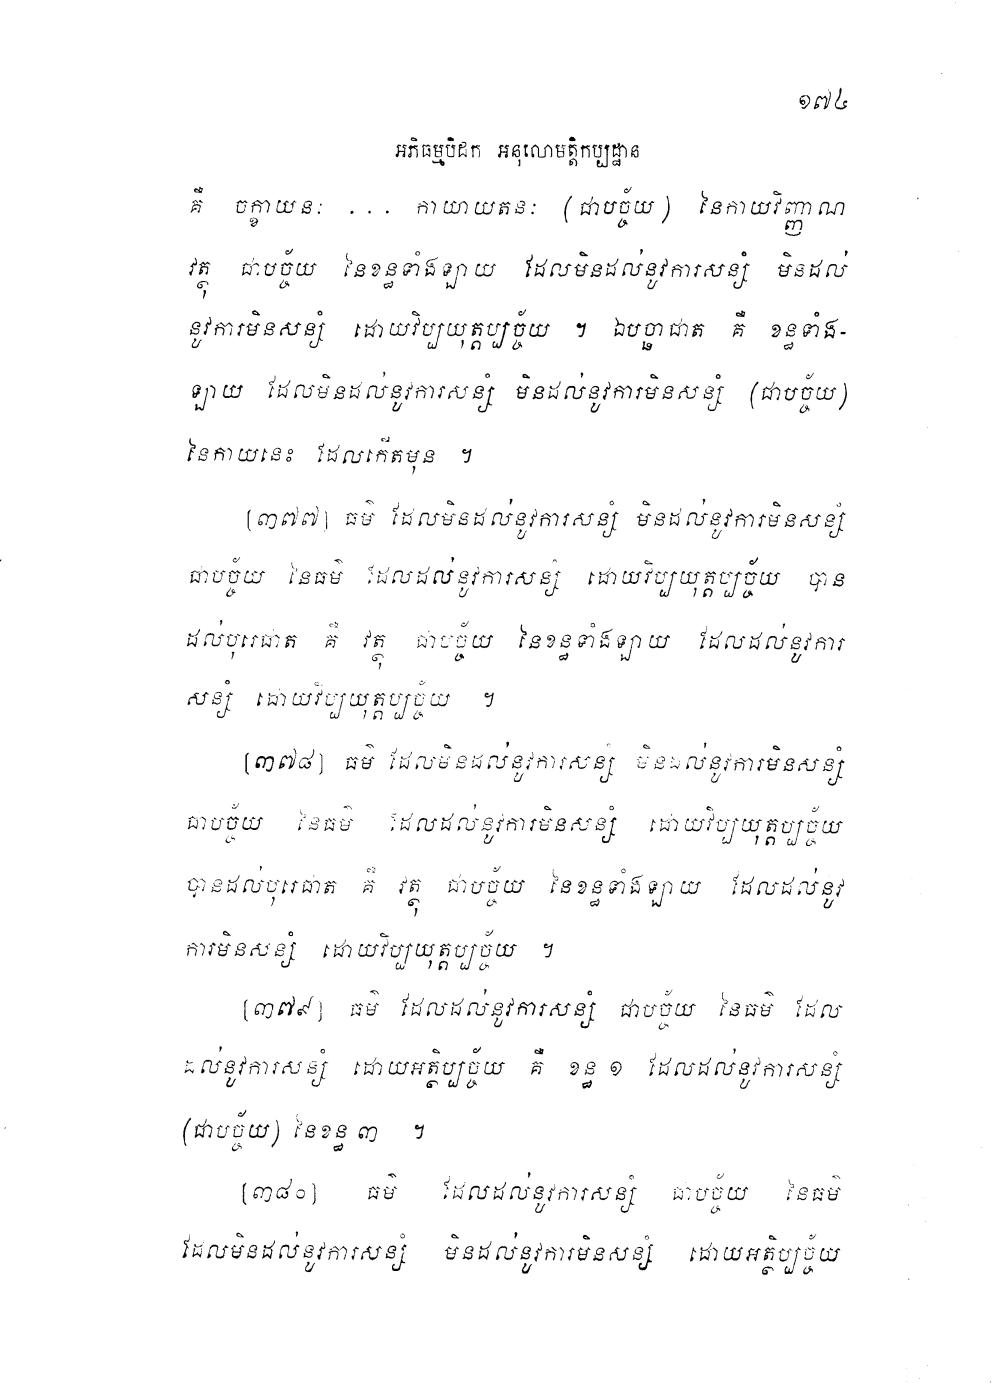 ១៧៤
អភិធម្មបិដក អនុលោមត្តិកប្បដ្ឋាន
គឺ ចក្ខាយនៈ ... កាយាយតនៈ (ជាបច្ច័យ) នៃកាយវិញ្ញាណ
វត្ថុ ជាបច្ច័យ នៃខន្ធទាំងឡាយ ដែលមិនដល់នូវការសន្សំ មិនដល់
នូវការមិនសន្សំ ដោយវិប្បយុត្តប្បច្ច័យ ។ ឯបច្ឆាជាត គឺ ខន្ធទាំង-
ឡាយ ដែលមិនដល់នូវការសន្សំ មិនដល់នូវការមិនសន្សំ (ជាបច្ច័យ)
នៃកាយនេះ ដែលកើតមុន ។
[៣៧៧] ធម៌ ដែលមិនដល់នូវការសន្សំ មិនដល់នូវការមិនសន្សំ
ជាបច្ច័យ នៃធម៌ ដែលដល់នូវការសន្សំ ដោយវិប្បយុត្តប្បច្ច័យ បាន
ដល់បុរេជាត គឺ វត្ថុ ជាបច្ច័យ នៃខន្ធទាំងឡាយ ដែលដល់នូវការ
សន្សំ ដោយវិប្បយុត្តប្បច្ច័យ ។
[៣៧៨] ធម៌ ដែលមិនដល់នូវការសន្សំ មិនដល់នូវការមិនសន្សំ
ជាបច្ច័យ នៃធម៌ ដែលដល់នូវការមិនសន្សំ ដោយវិប្បយុត្តប្បច្ច័យ
បានដល់បុរេជាត គឺ វត្ថុ ជាបច្ច័យ នៃខន្ធទាំងឡាយ ដែលដល់នូវ
ការមិនសន្សំ ដោយវិប្បយុត្តប្បច្ច័យ ។
[៣៧៩] ធម៌ ដែលដល់នូវការសន្សំ ជាបច្ច័យ នៃធម៌ ដែល
ដល់នូវការសន្សំ ដោយអត្ថិប្បច្ច័យ គឺ ខន្ធ ១ ដែលដល់នូវការសន្សំ
(ជាបច្ច័យ) នៃខន្ធ ៣ ។
[៣៨០] ធម៌ ដែលដល់នូវការសន្សំ ជាបច្ច័យ នៃធម៌
ដែលមិនដល់នូវការសន្សំ មិនដល់នូវការមិនសន្សំ ដោយអត្ថិប្បច្ច័យ